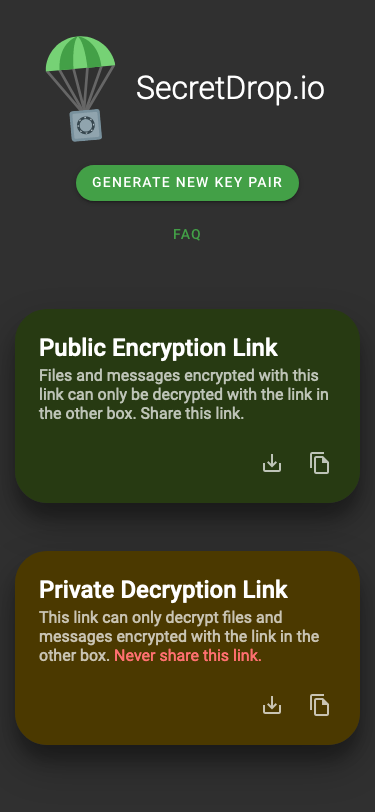 SecretDrop.io
GENERATE NEW KEY PAIR
FAQ
Public Encryption Link
Files and messages encrypted with this
link can only be decrypted with the link in
the other box. Share this link.
Private Decryption Link
This link can only decrypt files and
messages encrypted with the link in the
other box. Never share this link.